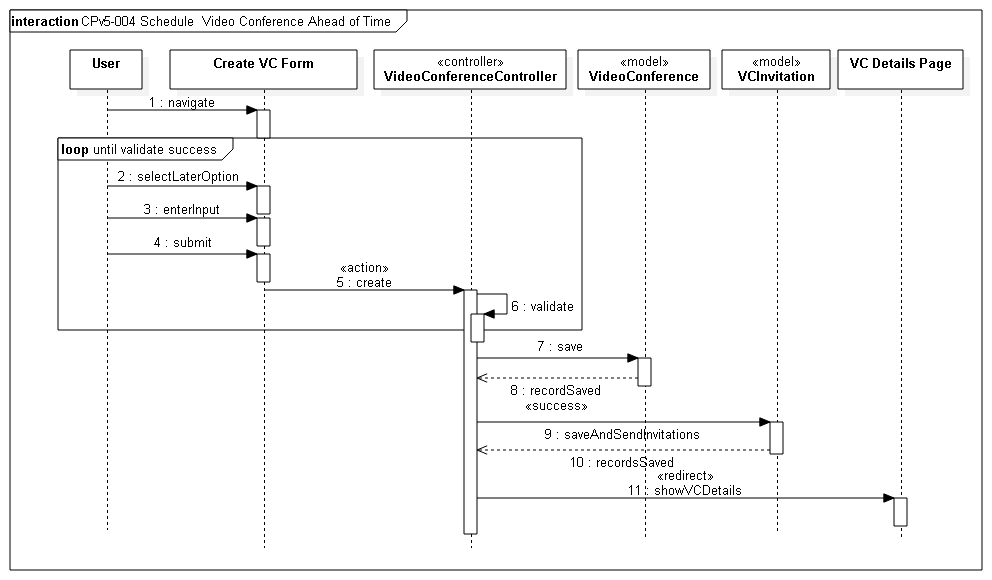 interaction CPv5-004 Schedule  Video Conference Ahead of Time
User
Create VC Form
«controller»
VideoConferenceController
«model»
VideoConference
«model»
VCInvitation
VC Details Page
1 : navigate
loop until validate success
2 : selectLaterOption
3 : enterInput
4 : submit
«action»
5 : create
6 : validate
7 : save
8 : recordSaved
«success»
9 : saveAndSendInvitations
10 : recordsSaved
«redirect»
11 : showVCDetails